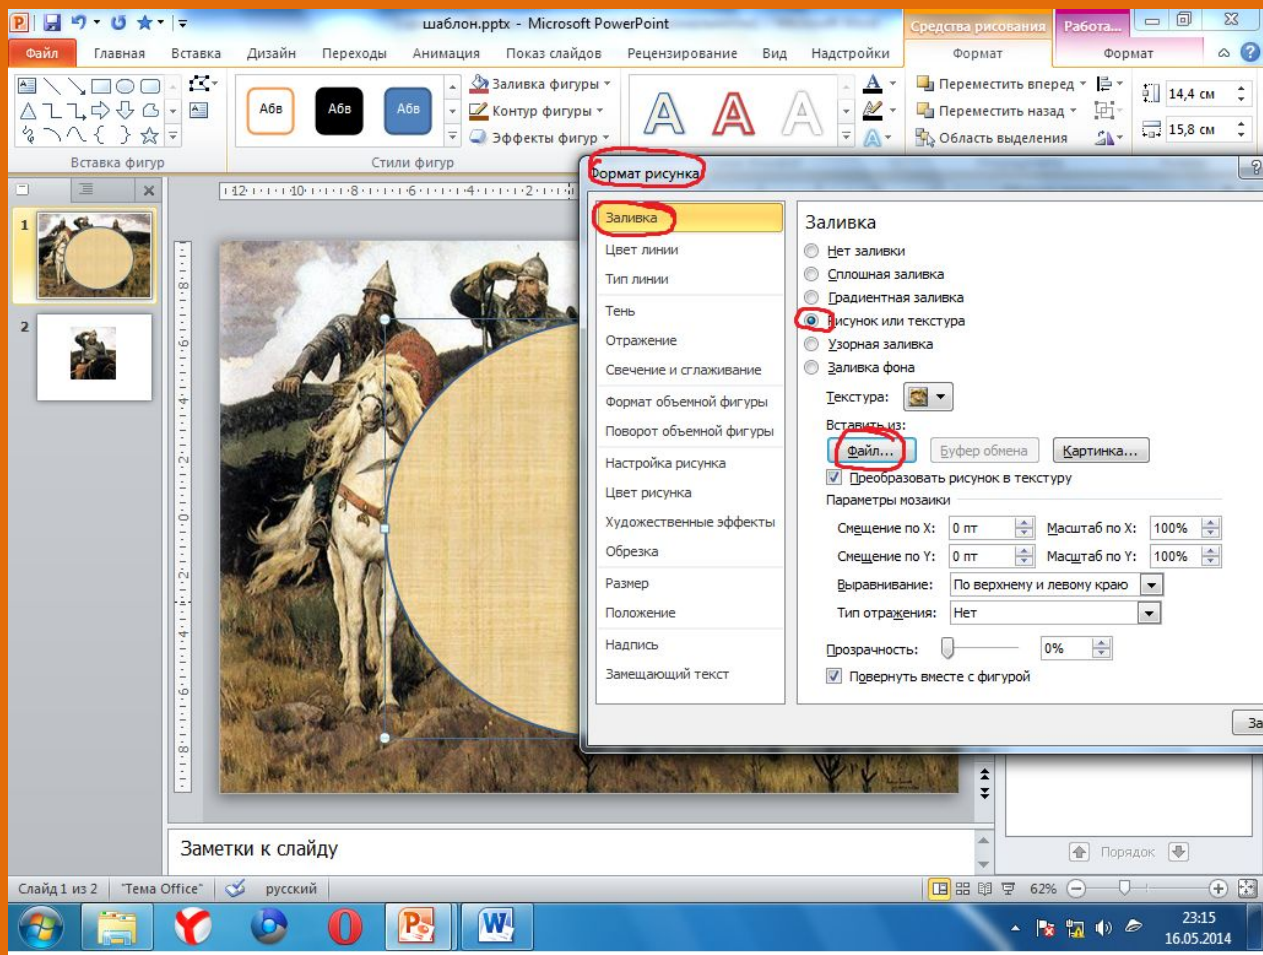 шаблон.pptx - Microsoft PowerPoint
Средства рисования
Работа...
Файл Главная Вставка Дизайн Переходы Анимация Показ слайдов Рецензирование Вид Надстройки Формат Формат
Абв Абв Абв
Заливка фигуры
Контур фигуры
Эффекты фигур
Переместить вперед
Переместить назад
Область выделения
14,4 см
15,8 см
Вставка фигур
Стили фигур
1
2
Формат рисунка
Заливка
Цвет линии
Тип линии
Тень
Отражение
Свечение и сглаживание
Формат объемной фигуры
Поворот объемной фигуры
Настройка рисунка
Цвет рисунка
Художественные эффекты
Обрезка
Размер
Положение
Надпись
Замещающий текст
Заливка
Нет заливки
Сплошная заливка
Градиентная заливка
Рисунок или текстура
Узорная заливка
Заливка фона
Текстура:
Вставить из:
Файл... Буфер обмена Картинка...
Преобразовать рисунок в текстуру
Параметры мозаики
Смещение по X: 0 пт Масштаб по X: 100%
Смещение по Y: 0 пт Масштаб по Y: 100%
Выравнивание: По верхнему и левому краю
Тип отражения: Нет
Прозрачность: 0%
Повернуть вместе с фигурой
За
Заметки к слайду
Порядок
Слайд 1 из 2 "Тема Office" русский 62%
23:15
16.05.2014